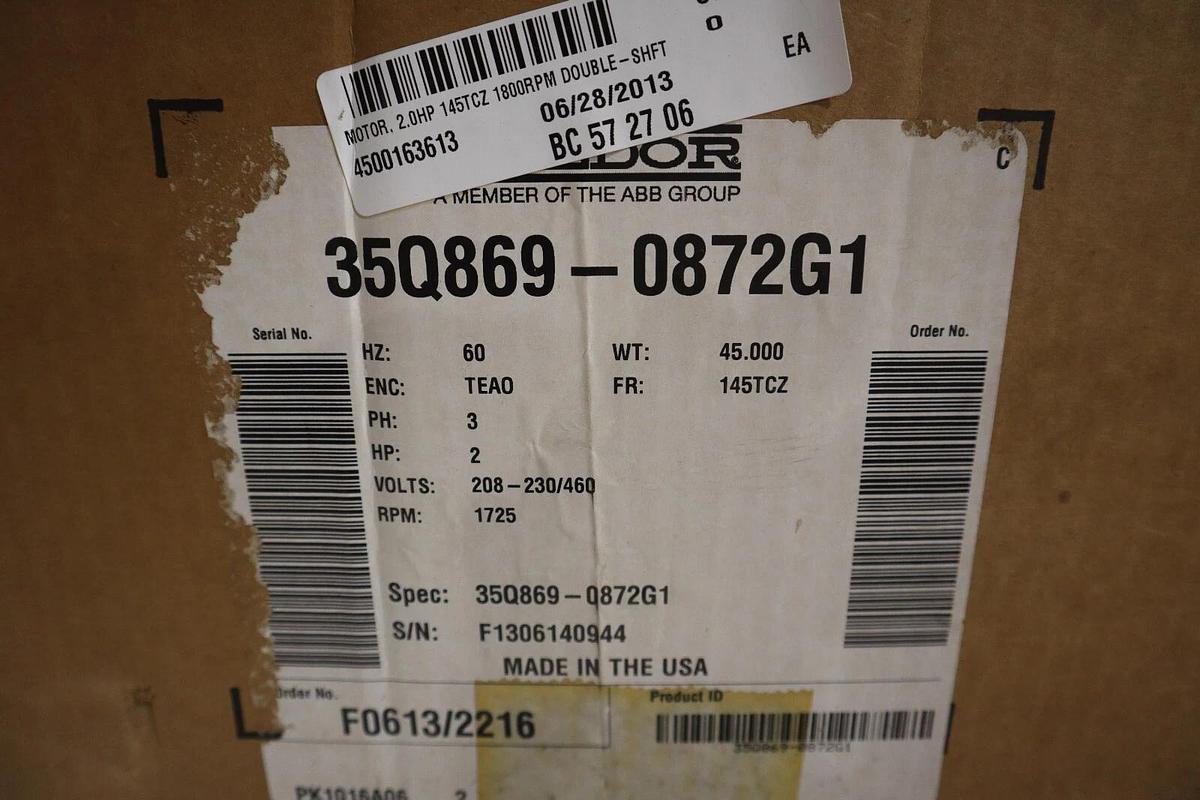 0
EA
MOTOR, 2.0HP 145TCZ 1800RPM DOUBLE-SHFT
4500163613 06/28/2013
BC 57 27 06
DOR®
A MEMBER OF THE ABB GROUP
C
35Q869-0872G1
Serial No.
Order No.
HZ: 60 WT: 45.000
ENC: TEAO FR: 145TCZ
PH: 3
HP: 2
VOLTS: 208-230/460
RPM: 1725
Spec: 35Q869-0872G1
S/N: F1306140944
MADE IN THE USA
Order No. Product ID
F0613/2216
35Q869-0872G1
PK1016A06 2